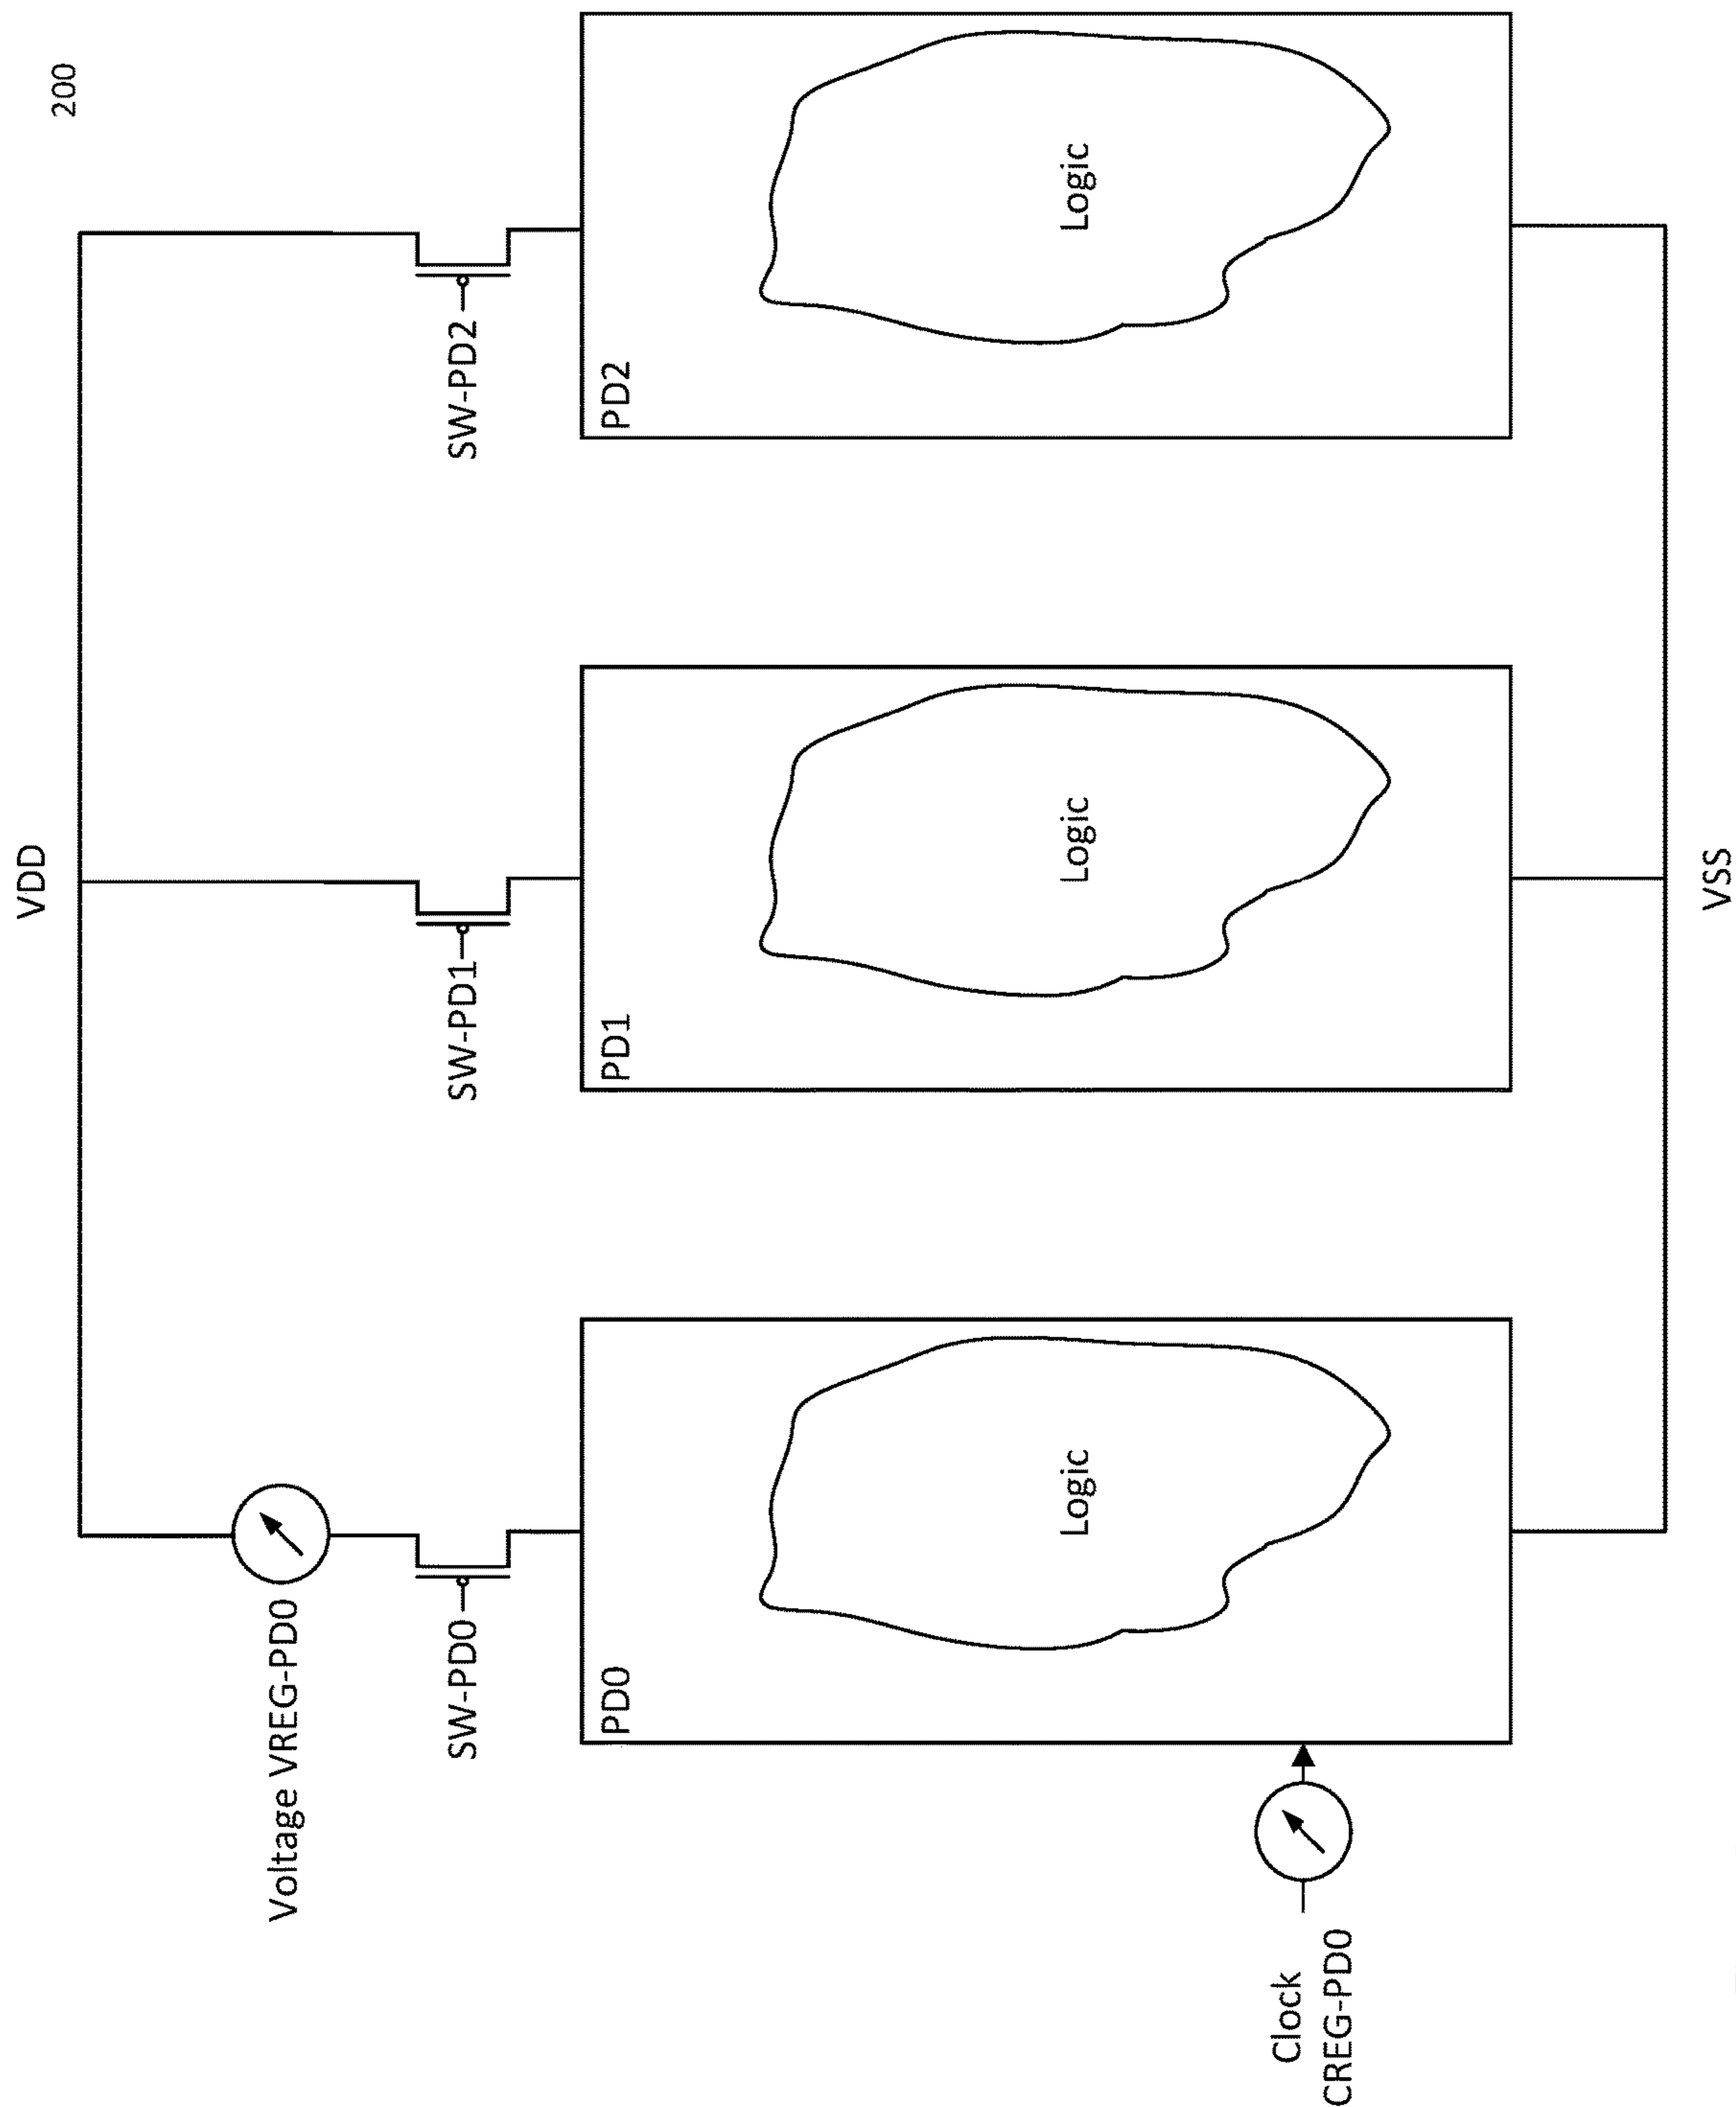 200
VDD
Voltage VREG-PD0
SW-PD0
SW-PD1
SW-PD2
PD0
PD1
PD2
Logic
Logic
Logic
Clock
CREG-PD0
VSS